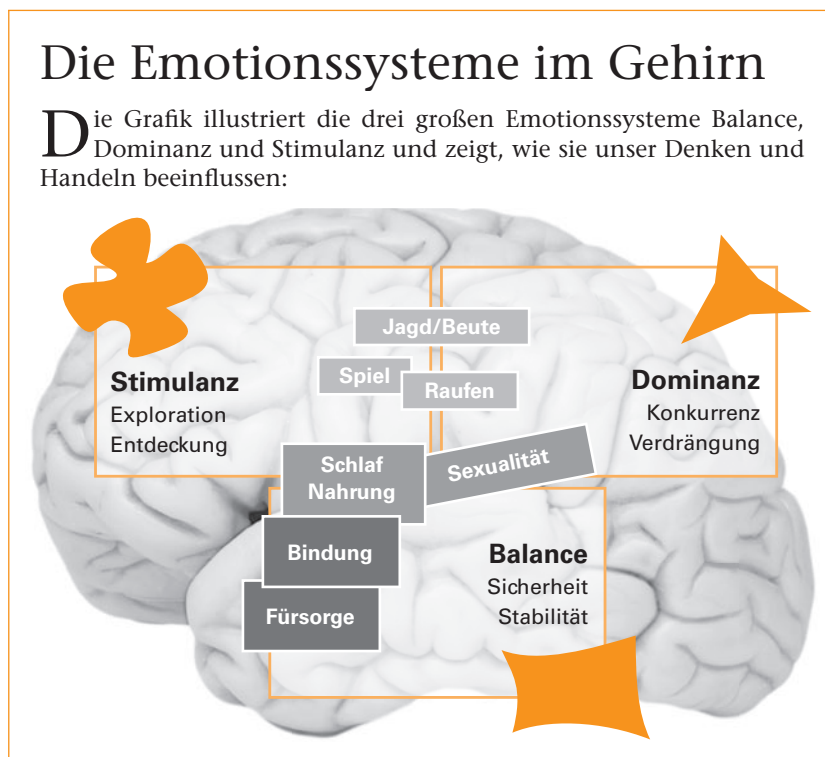 Die Emotionssysteme im Gehirn
Die Grafik illustriert die drei großen Emotionssysteme Balance,
Dominanz und Stimulanz und zeigt, wie sie unser Denken und
Handeln beeinflussen:
Jagd/Beute
Spiel
Raufen
Stimulanz
Exploration
Entdeckung
Dominanz
Konkurrenz
Verdrängung
Schlaf
Nahrung
Sexualität
Bindung
Fürsorge
Balance
Sicherheit
Stabilität